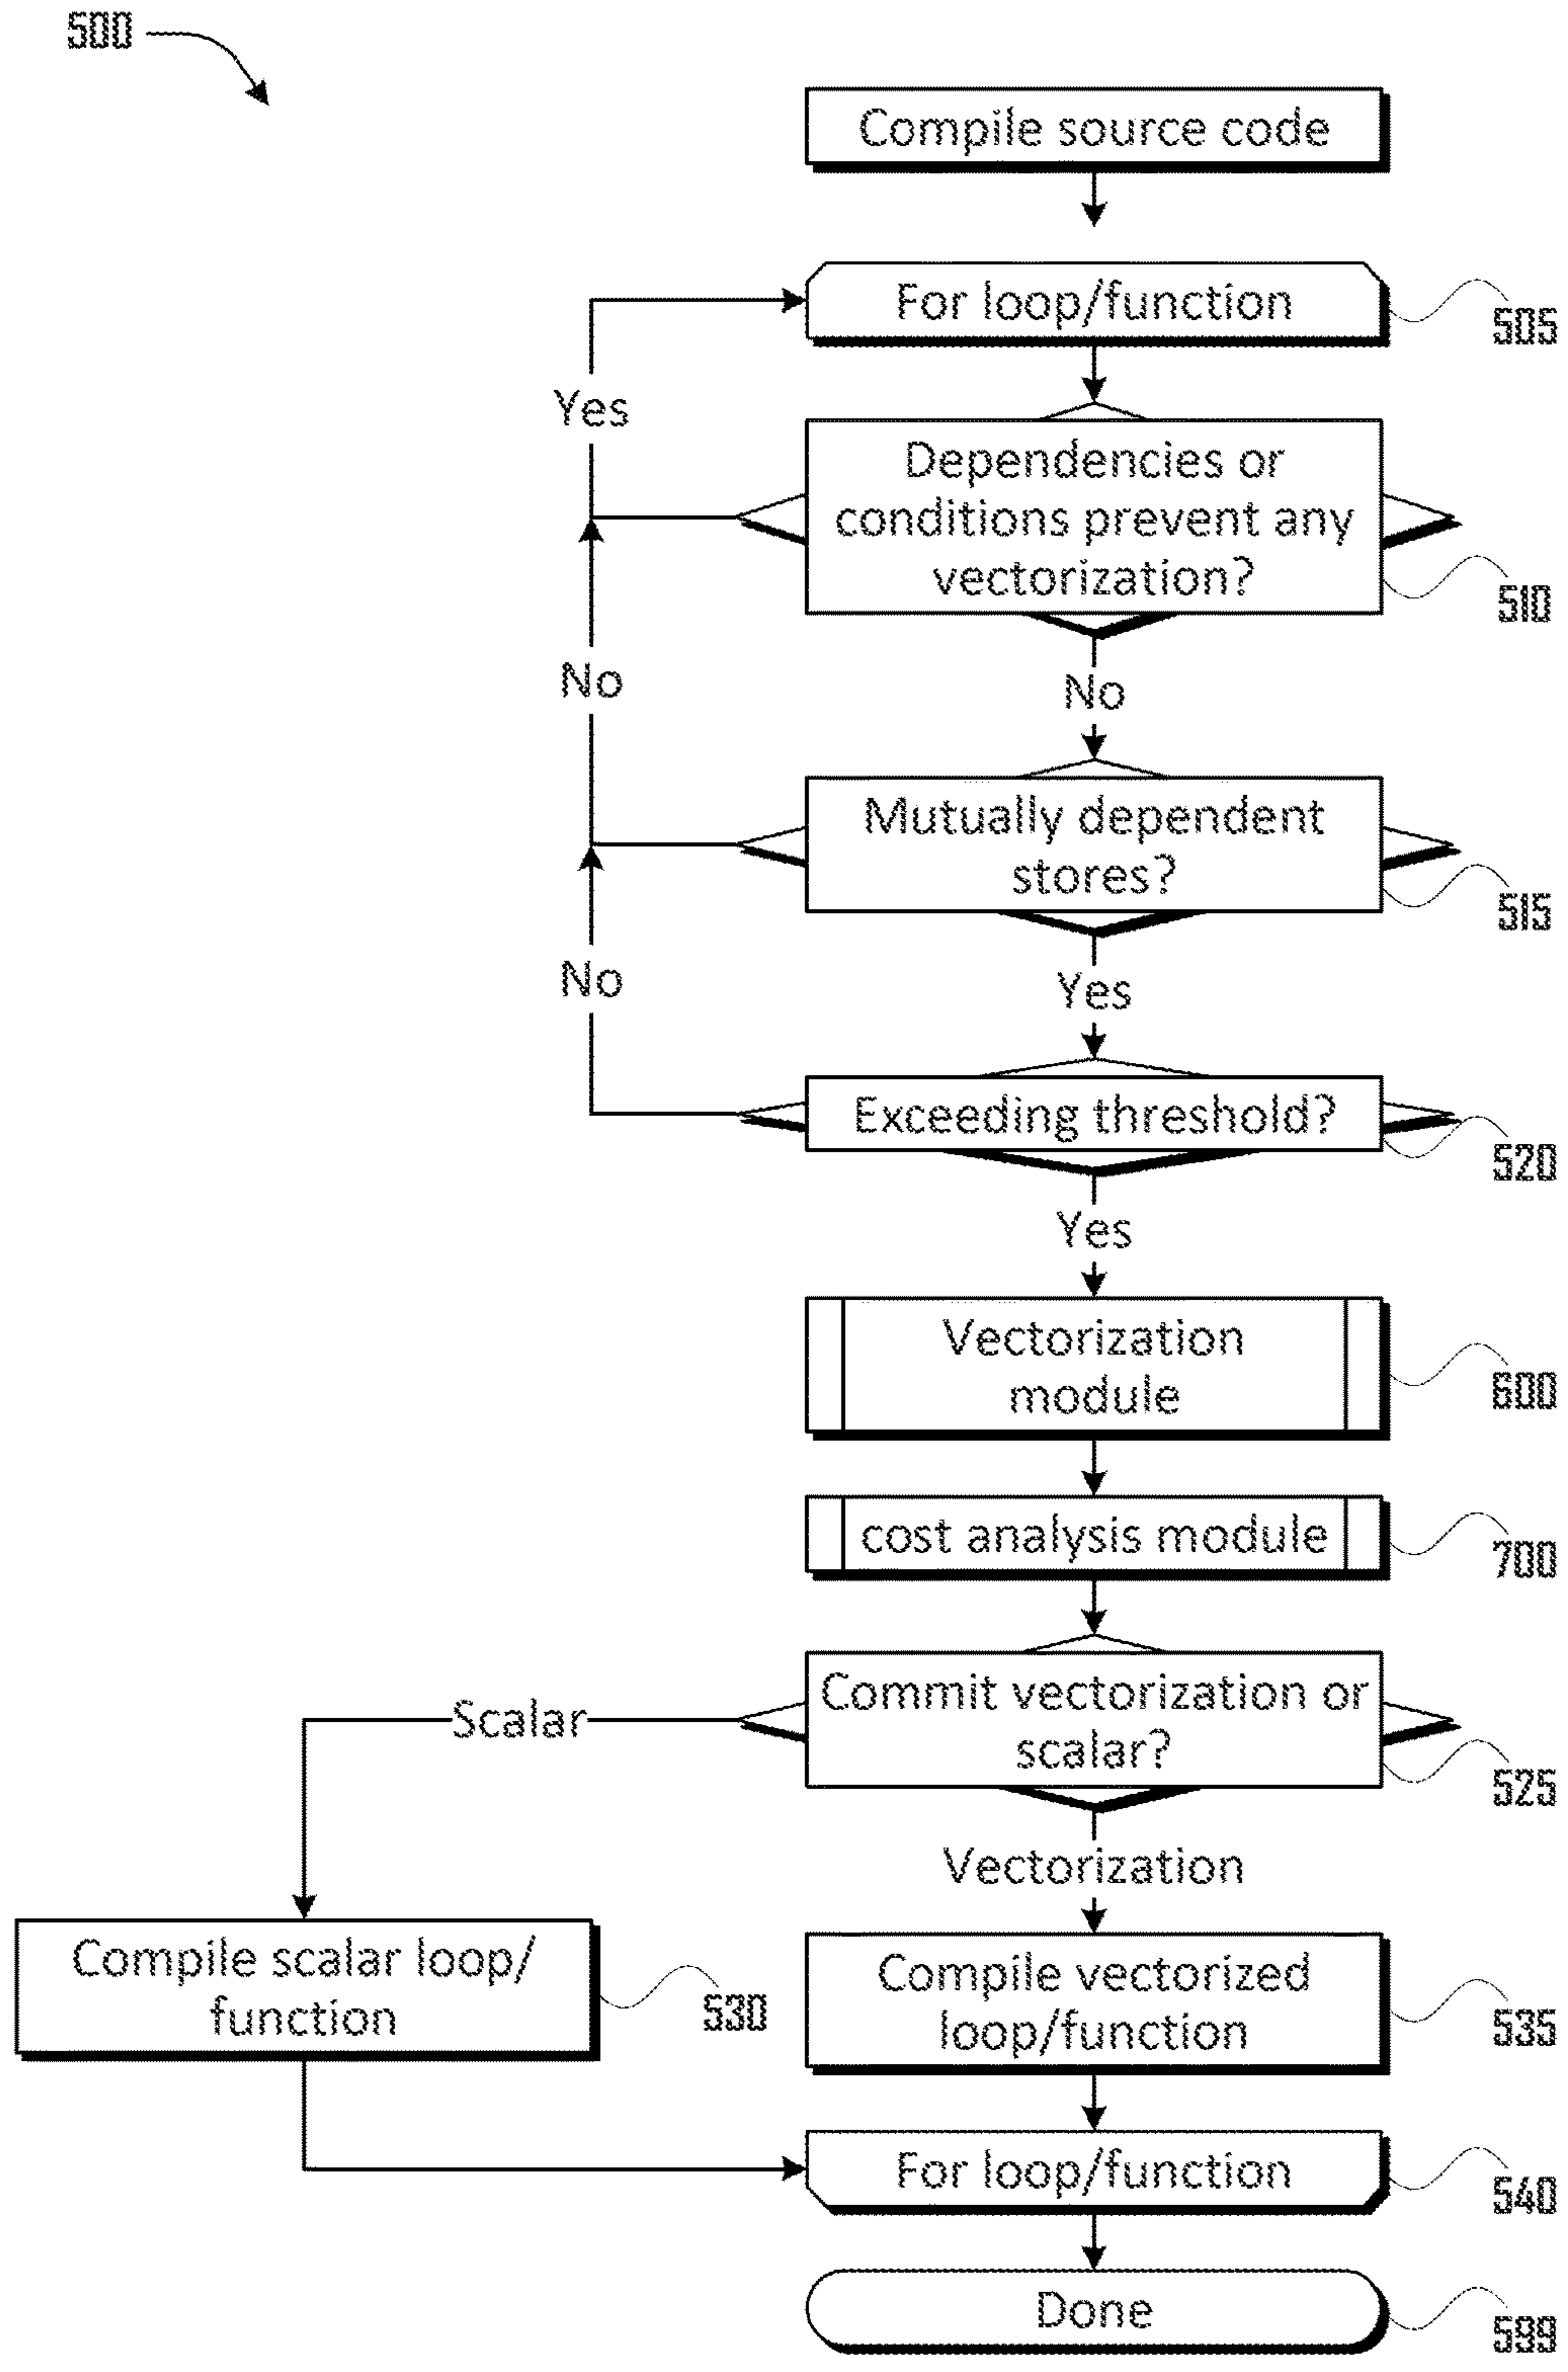 500
Compile source code
For loop/function
505
Yes
Dependencies or
conditions prevent any
vectorization?
510
No
No
Mutually dependent
stores?
515
No
Yes
Exceeding threshold?
520
Yes
Vectorization
module
600
cost analysis module
700
Commit vectorization or
scalar?
Scalar
525
Vectorization
Compile scalar loop/
function
530
Compile vectorized
loop/function
535
For loop/function
540
Done
599